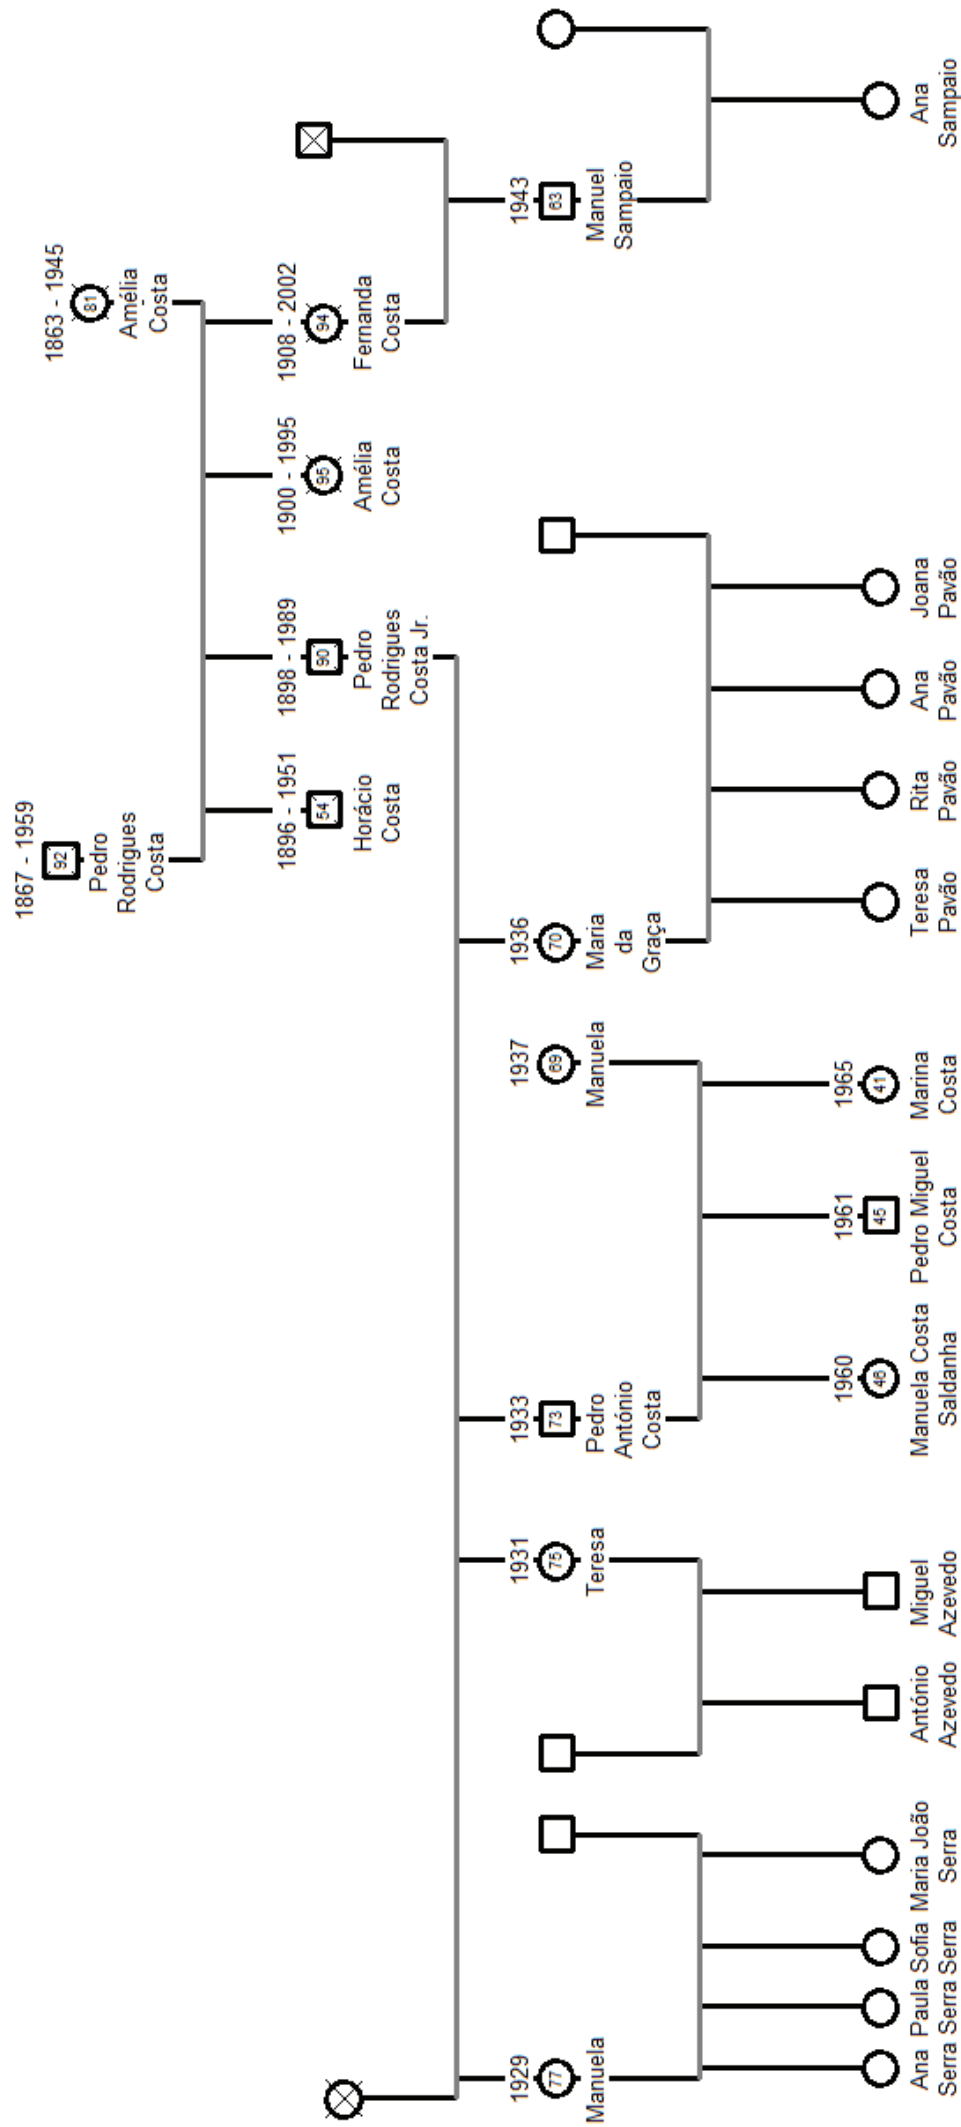 1867 - 1959
92
Pedro
Rodrigues
Costa
1863 - 1945
81
Amélia
Costa
1896 - 1951
54
Horácio
Costa
1898 - 1989
90
Pedro
Rodrigues
Costa Jr.
1900 - 1995
95
Amélia
Costa
1908 - 2002
94
Fernanda
Costa
1929
77
Manuela
1931
75
Teresa
1933
73
Pedro
António
Costa
1937
69
Manuela
1936
70
Maria
da
Graça
1943
63
Manuel
Sampaio
Ana
Serra
Paula
Serra
Sofia
Serra
Maria João
Serra
António
Azevedo
Miguel
Azevedo
1960
46
Manuela Costa
Saldanha
1961
45
Pedro Miguel
Costa
1965
41
Marina
Costa
Teresa
Pavão
Rita
Pavão
Ana
Pavão
Joana
Pavão
Ana
Sampaio